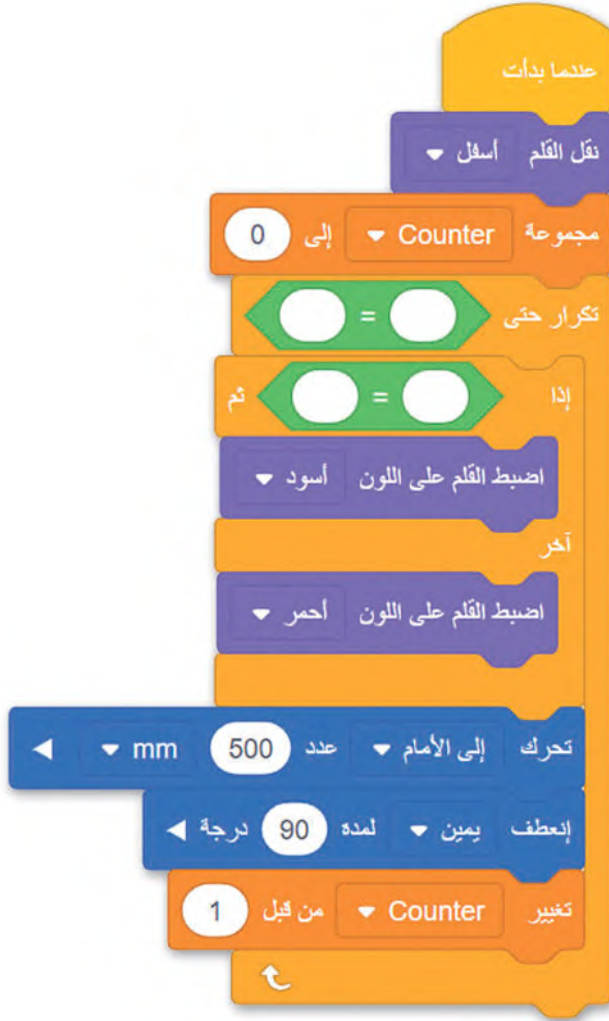 عندما بدأت
نقل القلم أسفل
مجموعة Counter إلى 0
تكرار حتى =
إذا = ثم
اضبط القلم على اللون أسود
آخر
اضبط القلم على اللون أحمر
تحرك إلى الأمام عدد 500 mm
إنعطف يمين لمدة 90 درجة
تغيير Counter من قبل 1